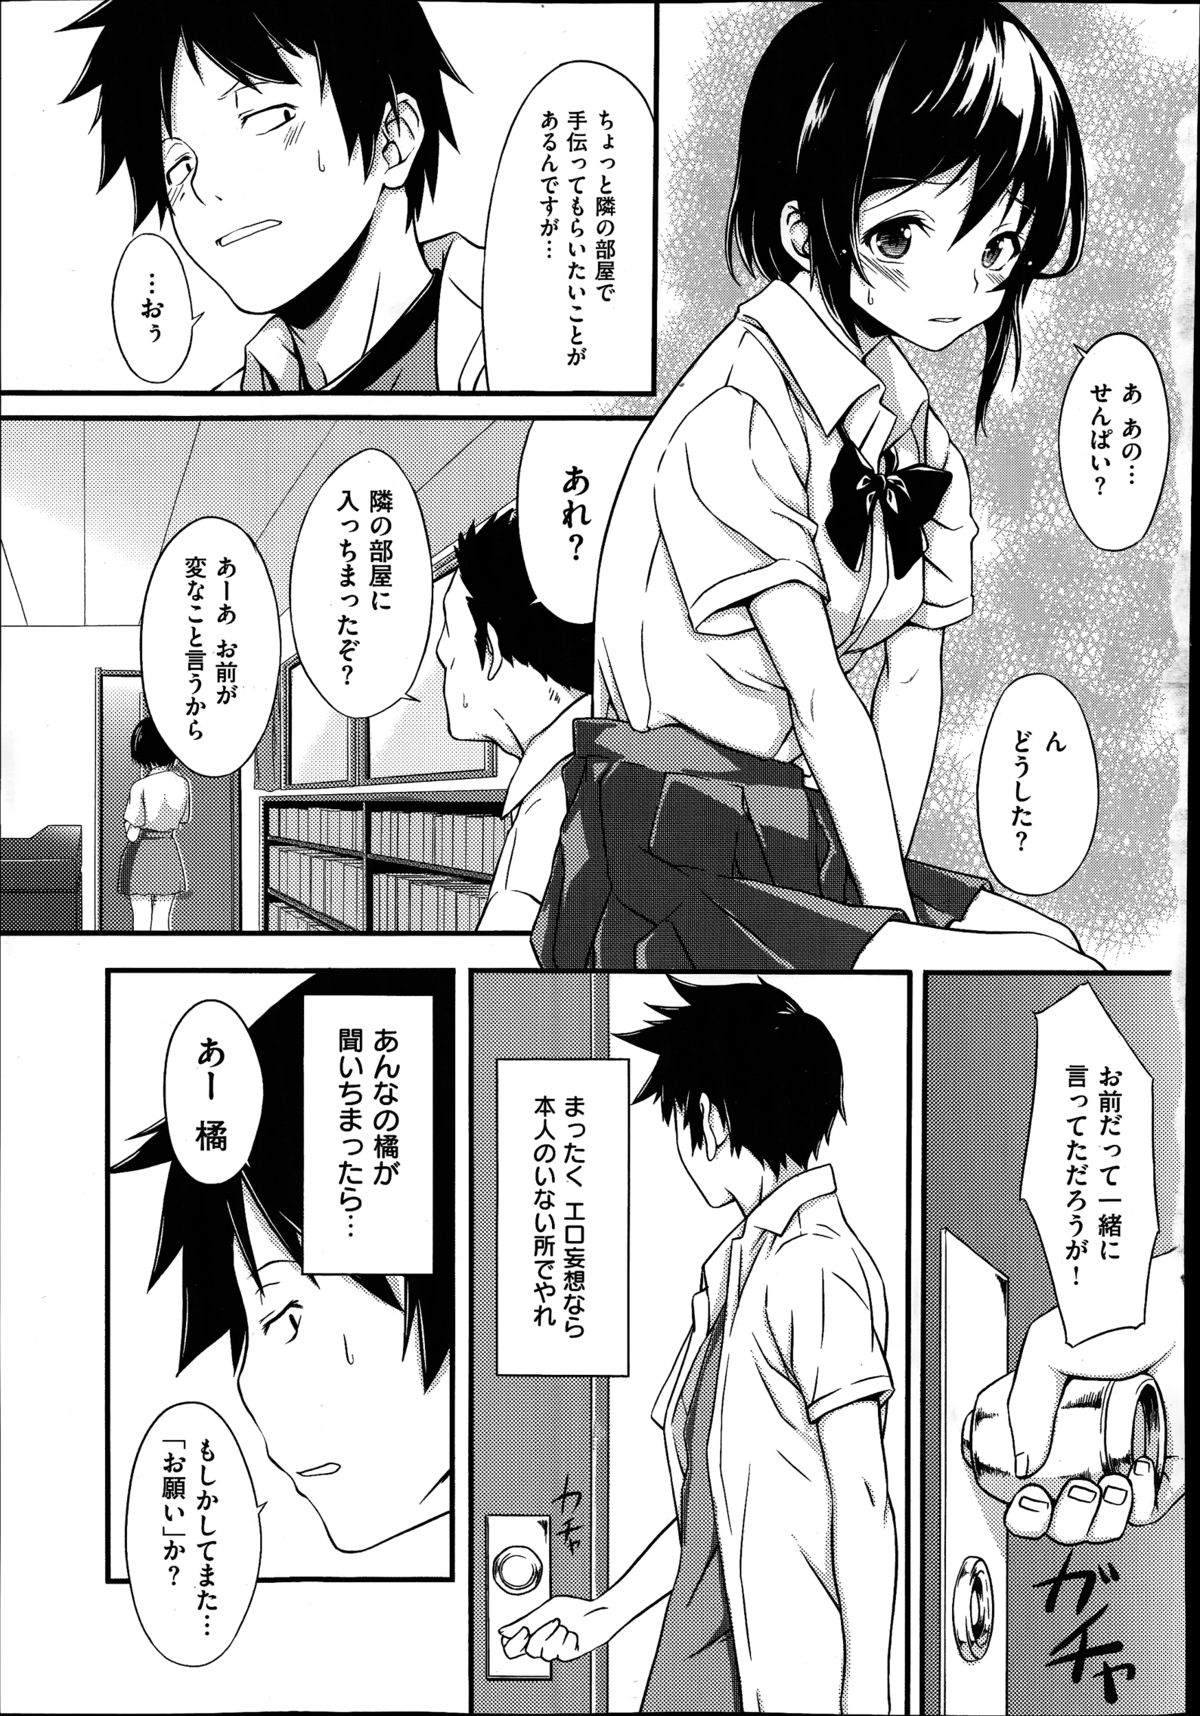 あ あの…
せんぱい?
ん
どうした?
ちょっと隣の部屋で
手伝ってもらいたいことが
あるんですが…
…おぅ
あれ?
隣の部屋に
入っちまったぞ?
あーあ お前が
変なこと言うから
お前だって一緒に
言ってただろうが!
ガチャ
まったく エロ妄想なら
本人のいない所でやれ
ガチャ
あんなの橘が
聞いちまったら…
あー 橘
もしかしてまた…
「お願い」か?